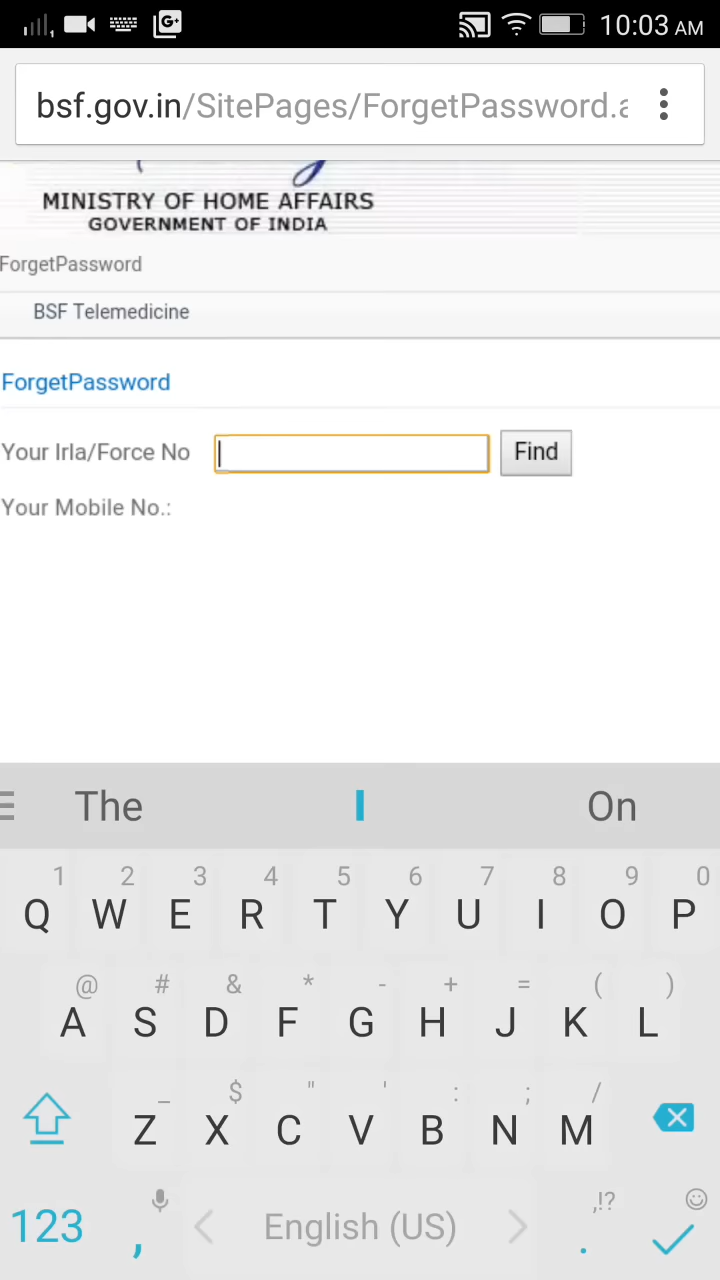 10:03 AM
bsf.gov.in/SitePages/ForgetPassword.a
MINISTRY OF HOME AFFAIRS
GOVERNMENT OF INDIA
ForgetPassword
BSF Telemedicine
ForgetPassword
Your Irla/Force No Find
Your Mobile No.:
The I On
1 2 3 4 5 6 7 8 9 0
Q W E R T Y U I O P
@ # & * - + = ( )
A S D F G H J K L
_ $ " ' : ; /
Z X C V B N M
,!?
123 , < English (US) > .